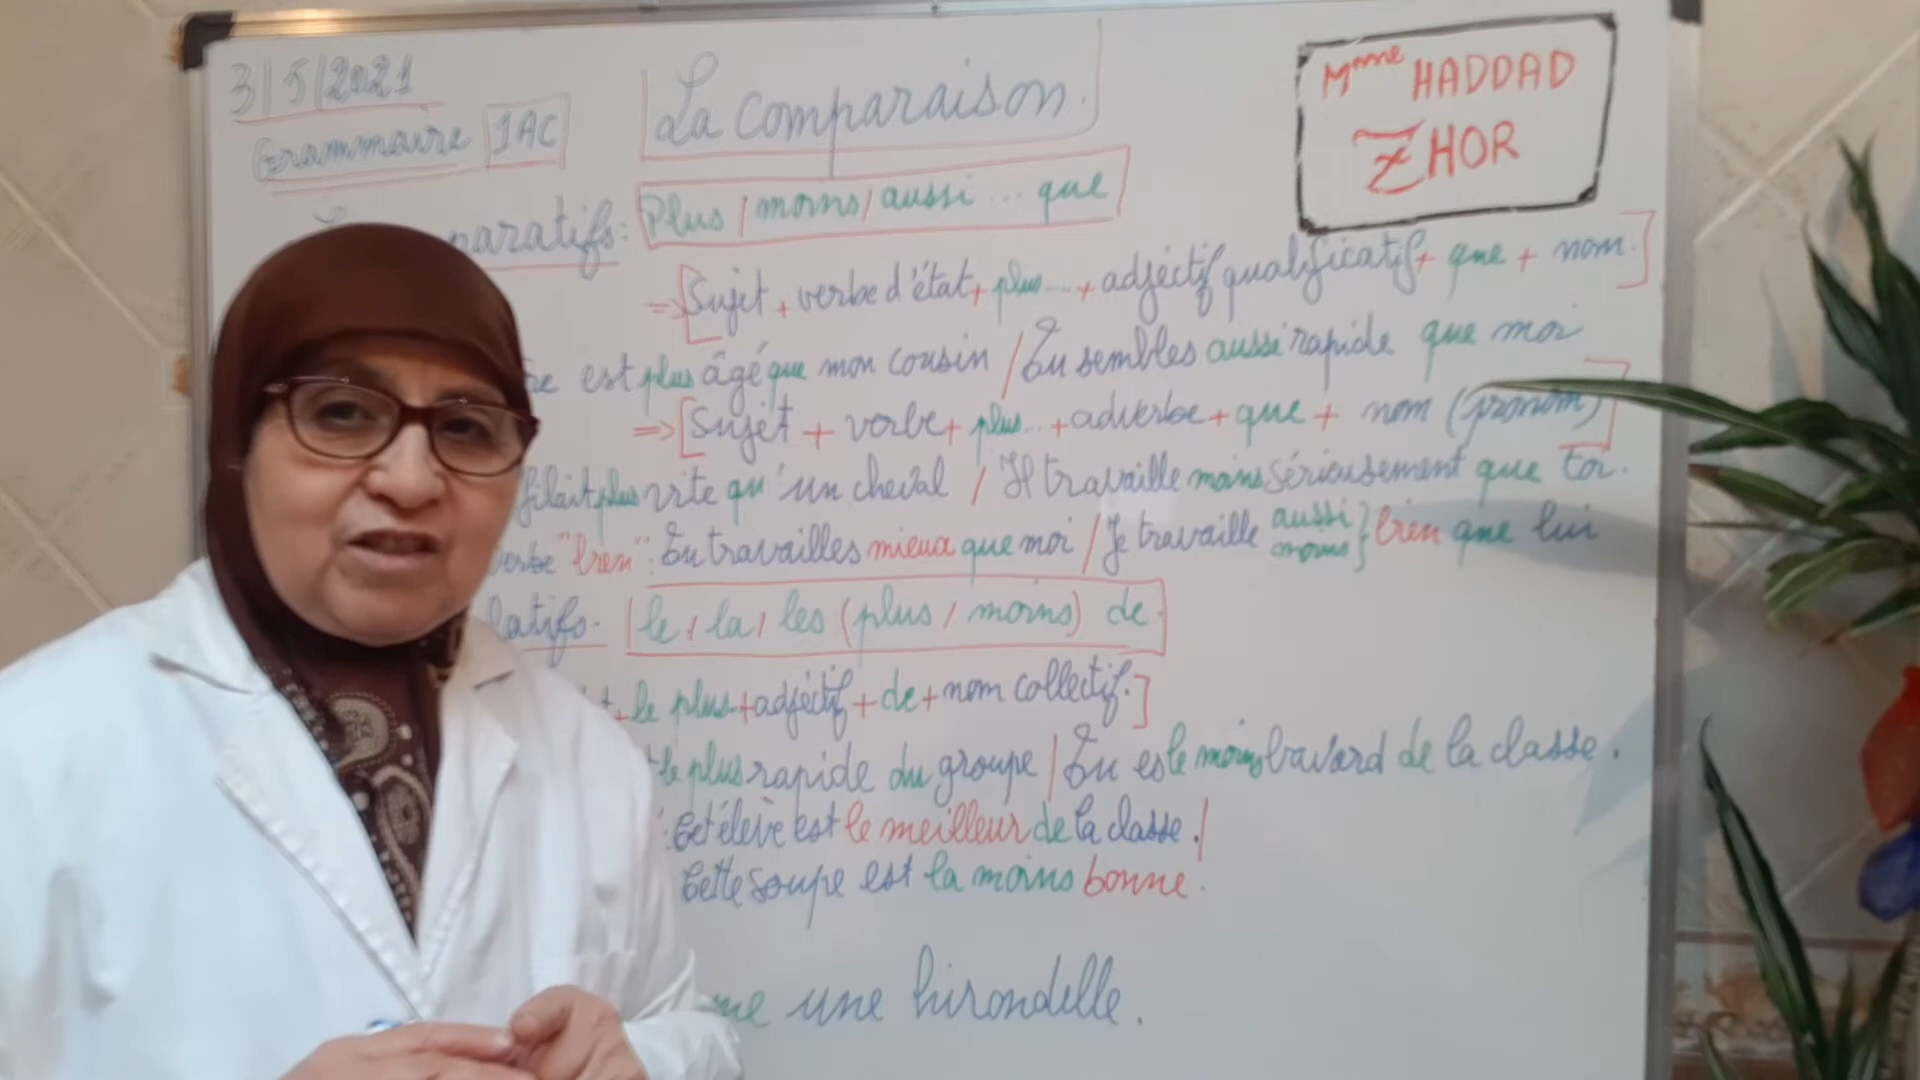 3/5/2021
Grammaire 1AC
La comparaison.
Mme HADDAD
ZHOR
paratifs: Plus / moins / aussi ... que
=> [Sujet + verbe d'état + plus... + adjéctif qualificatif + que + nom.]
est plus âgé que mon cousin / Tu sembles aussi rapide que moi
=> [Sujet + verbe + plus... + adverbe + que + nom (pronom)]
filait plus vite qu'un cheval / Il travaille moins sérieusement que toi.
verbe "bien": Tu travailles mieux que moi / Je travaille aussi moins } bien que lui
latifs. le, la, les (plus / moins) de.
+ le plus + adjéctif + de + nom collectif.]
le plus rapide du groupe / Tu es le moins bavard de la classe.
: Cet élève est le meilleur de la classe. /
Cette soupe est la moins bonne.
me une hirondelle.